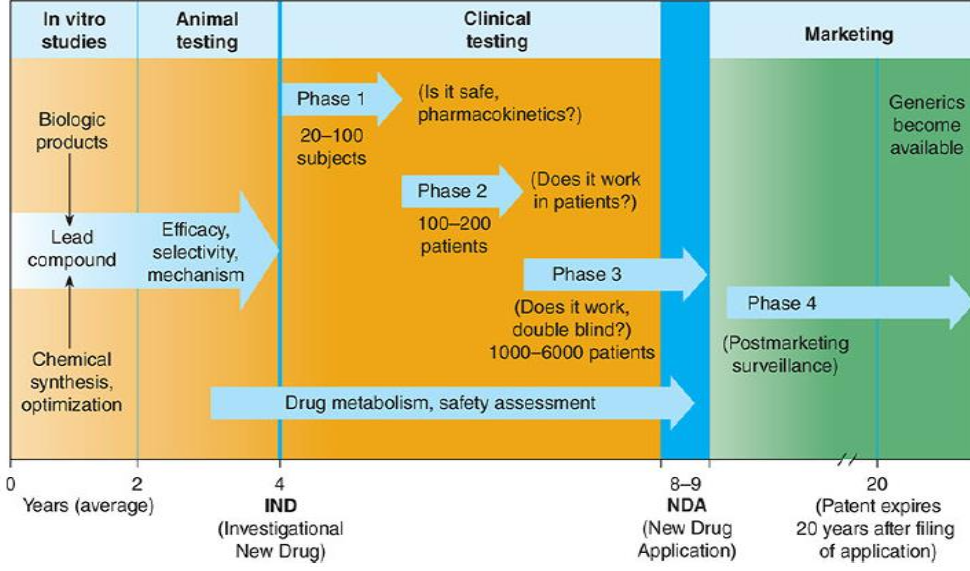 In vitro
studies
Animal
testing
Clinical
testing
Marketing
Biologic
products
Lead
compound
Chemical
synthesis,
optimization
Efficacy,
selectivity,
mechanism
Phase 1
(Is it safe,
pharmacokinetics?)
20–100
subjects
Phase 2
(Does it work
in patients?)
100–200
patients
Phase 3
(Does it work,
double blind?)
1000–6000 patients
Drug metabolism, safety assessment
Phase 4
(Postmarketing
surveillance)
Generics
become
available
0
2
4
8–9
20
Years (average)
IND
(Investigational
New Drug)
NDA
(New Drug
Application)
(Patent expires
20 years after filing
of application)